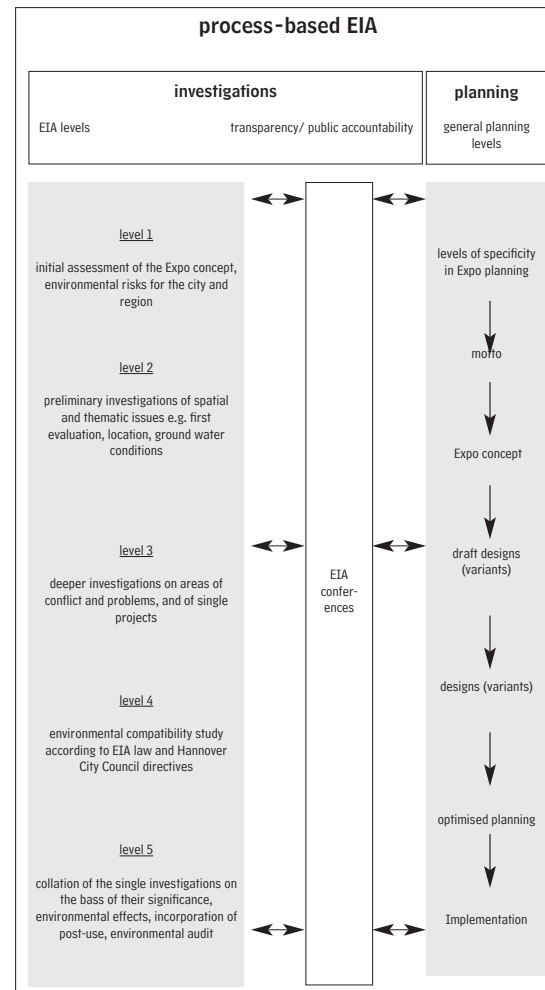 process-based EIA
investigations
EIA levels
transparency/ public accountability
planning
general planning
levels
level 1
initial assessment of the Expo concept,
environmental risks for the city and
region
level 2
preliminary investigations of spatial
and thematic issues e.g. first
evaluation, location, ground water
conditions
level 3
deeper investigations on areas of
conflict and problems, and of single
projects
level 4
environmental compatibility study
according to EIA law and Hannover
City Council directives
level 5
collation of the single investigations on
the bass of their significance,
environmental effects, incorporation of
post-use, environmental audit
EIA
confer-
ences
levels of specificity
in Expo planning
motto
Expo concept
draft designs
(variants)
designs (variants)
optimised planning
Implementation